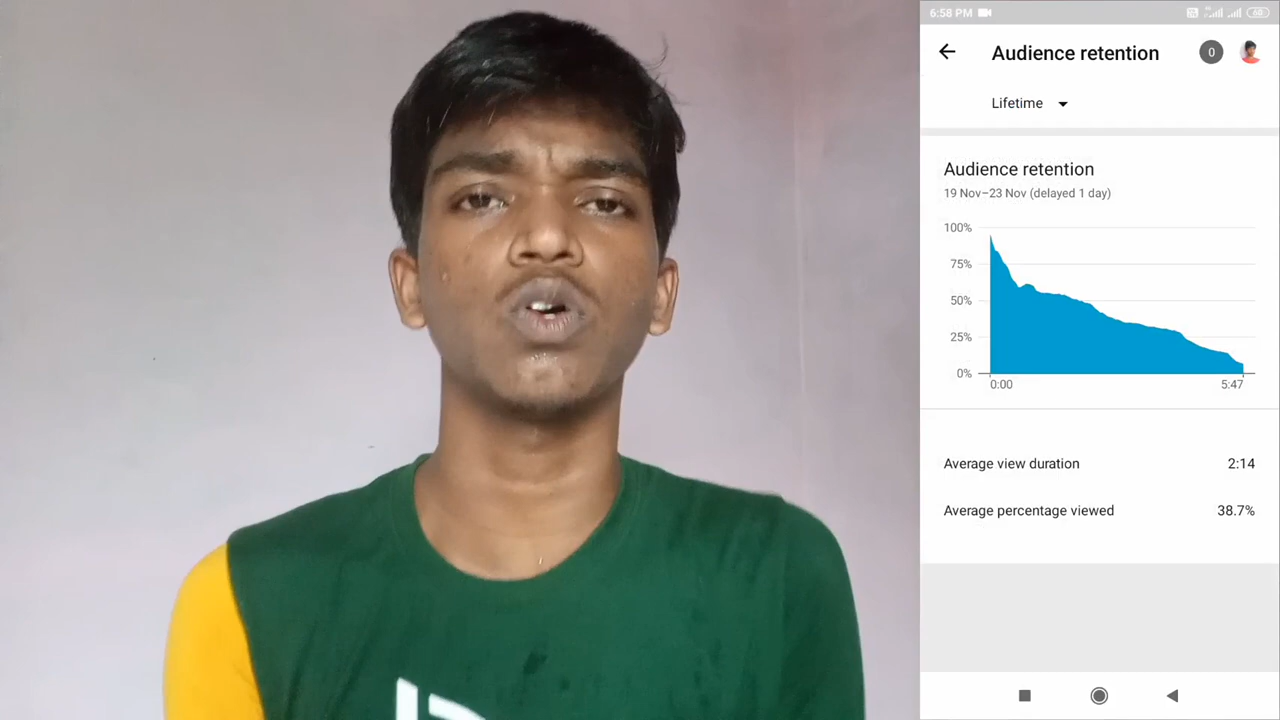 6:58 PM
60
Audience retention
0
Lifetime
Audience retention
19 Nov–23 Nov (delayed 1 day)
100%
75%
50%
25%
0%
0:00
5:47
Average view duration
2:14
Average percentage viewed
38.7%